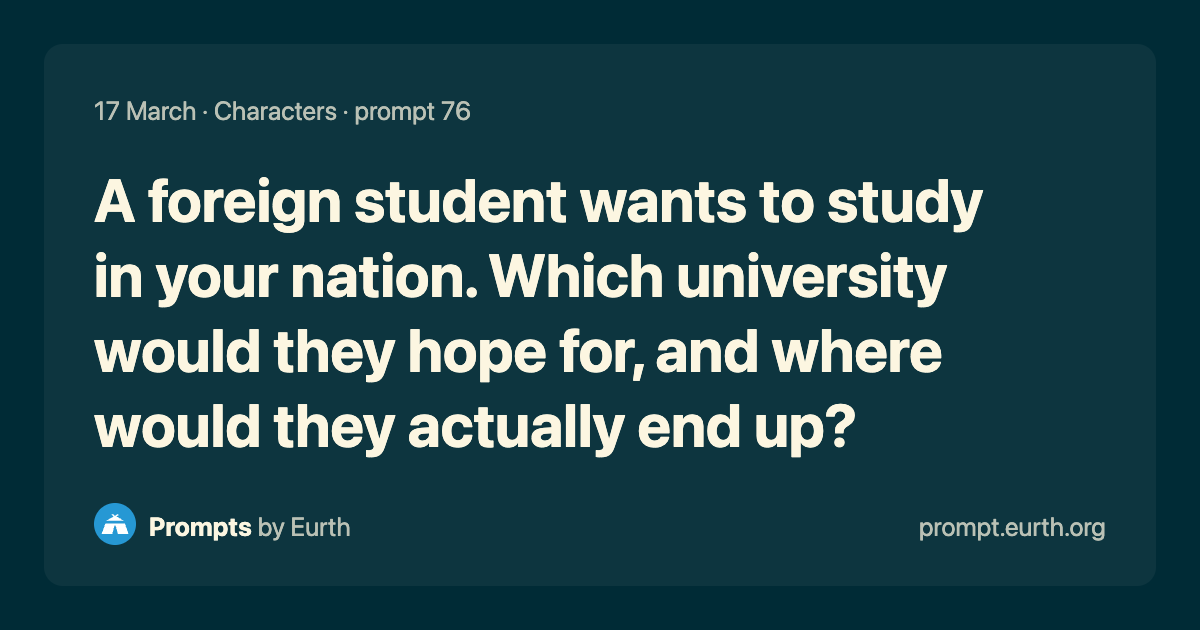 17 March · Characters · prompt 76
A foreign student wants to study
in your nation. Which university
would they hope for, and where
would they actually end up?
Prompts by Eurth
prompt.eurth.org